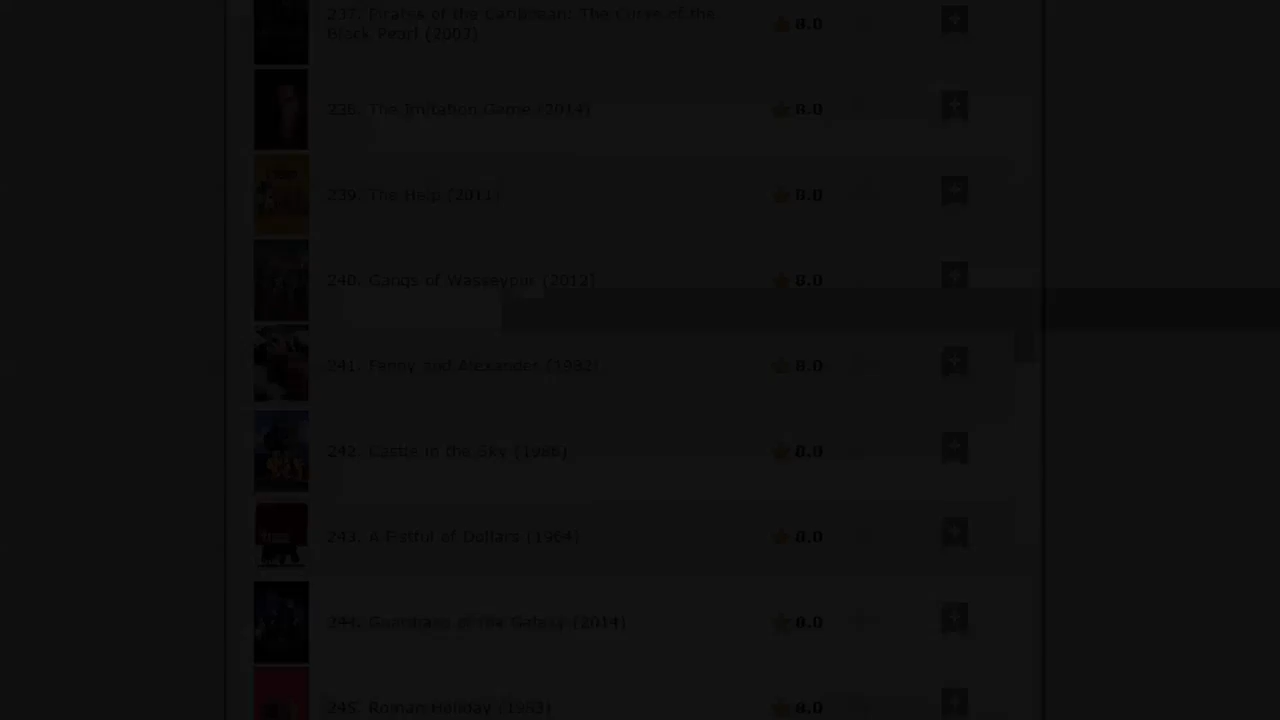 237. Pirates of the Caribbean: The Curse of the
Black Pearl (2003)
8.0
238. The Imitation Game (2014)
8.0
239. The Help (2011)
8.0
240. Gangs of Wasseypur (2012)
8.0
241. Fanny and Alexander (1982)
8.0
242. Castle in the Sky (1986)
8.0
243. A Fistful of Dollars (1964)
8.0
244. Guardians of the Galaxy (2014)
8.0
245. Roman Holiday (1953)
8.0